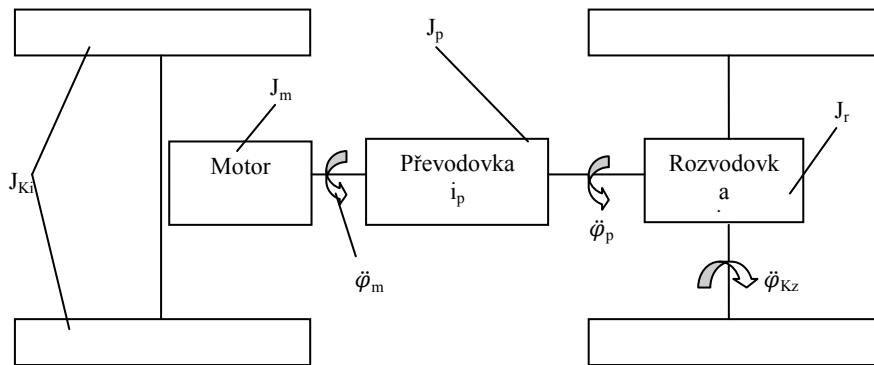 J_p
J_m
J_r
Motor
Převodovka
i_p
Rozvodovk
a
.
J_Ki
φ̈_m
φ̈_p
φ̈_Kz